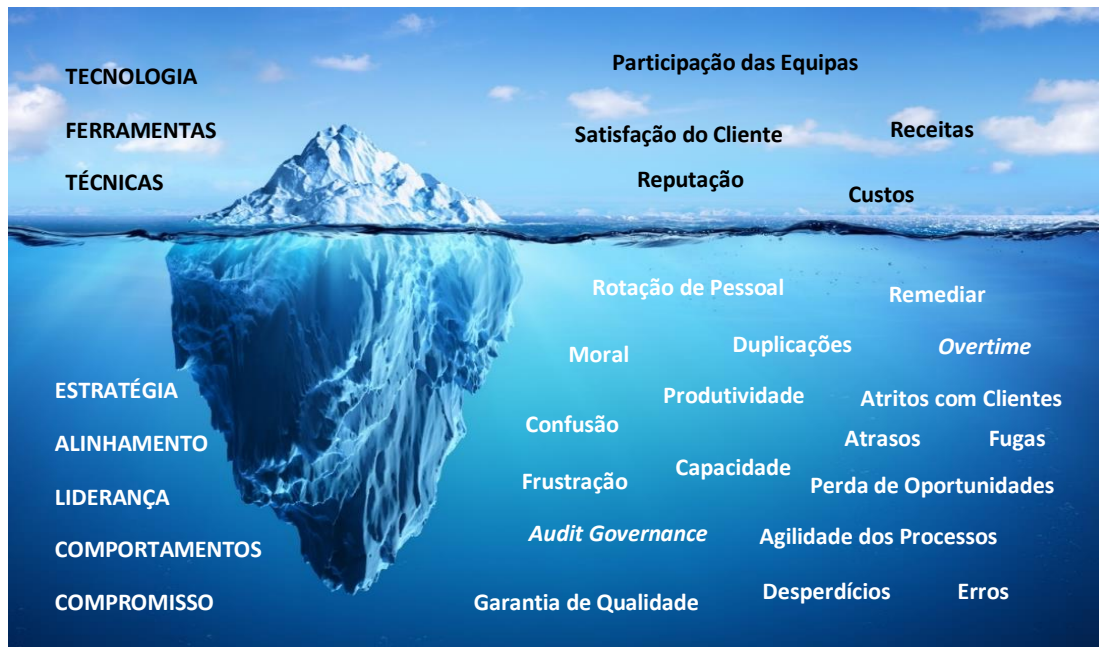 TECNOLOGIA
FERRAMENTAS
TÉCNICAS
Participação das Equipas
Satisfação do Cliente
Receitas
Reputação
Custos
ESTRATÉGIA
ALINHAMENTO
LIDERANÇA
COMPORTAMENTOS
COMPROMISSO
Rotação de Pessoal
Remediar
Moral
Duplicações
Overtime
Produtividade
Atritos com Clientes
Confusão
Atrasos
Fugas
Capacidade
Frustração
Perda de Oportunidades
Audit Governance
Agilidade dos Processos
Garantia de Qualidade
Desperdícios
Erros